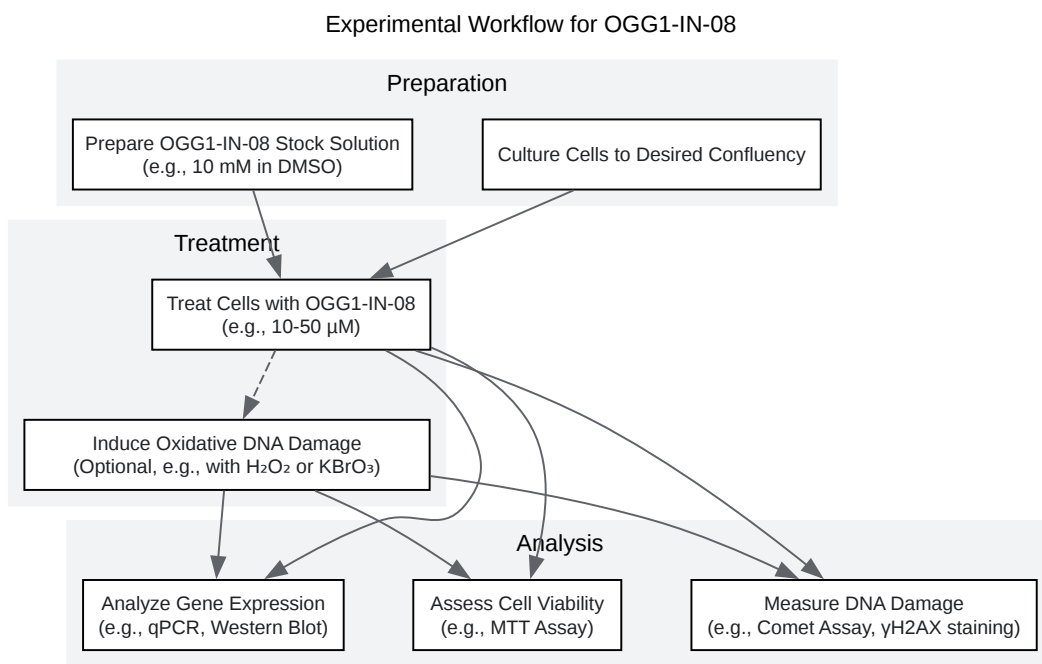 Experimental Workflow for OGG1-IN-08
Preparation
Prepare OGG1-IN-08 Stock Solution
(e.g., 10 mM in DMSO)
Culture Cells to Desired Confluency
Treatment
Treat Cells with OGG1-IN-08
(e.g., 10-50 µM)
Induce Oxidative DNA Damage
(Optional, e.g., with H₂O₂ or KBrO₃)
Analysis
Analyze Gene Expression
(e.g., qPCR, Western Blot)
Assess Cell Viability
(e.g., MTT Assay)
Measure DNA Damage
(e.g., Comet Assay, γH2AX staining)